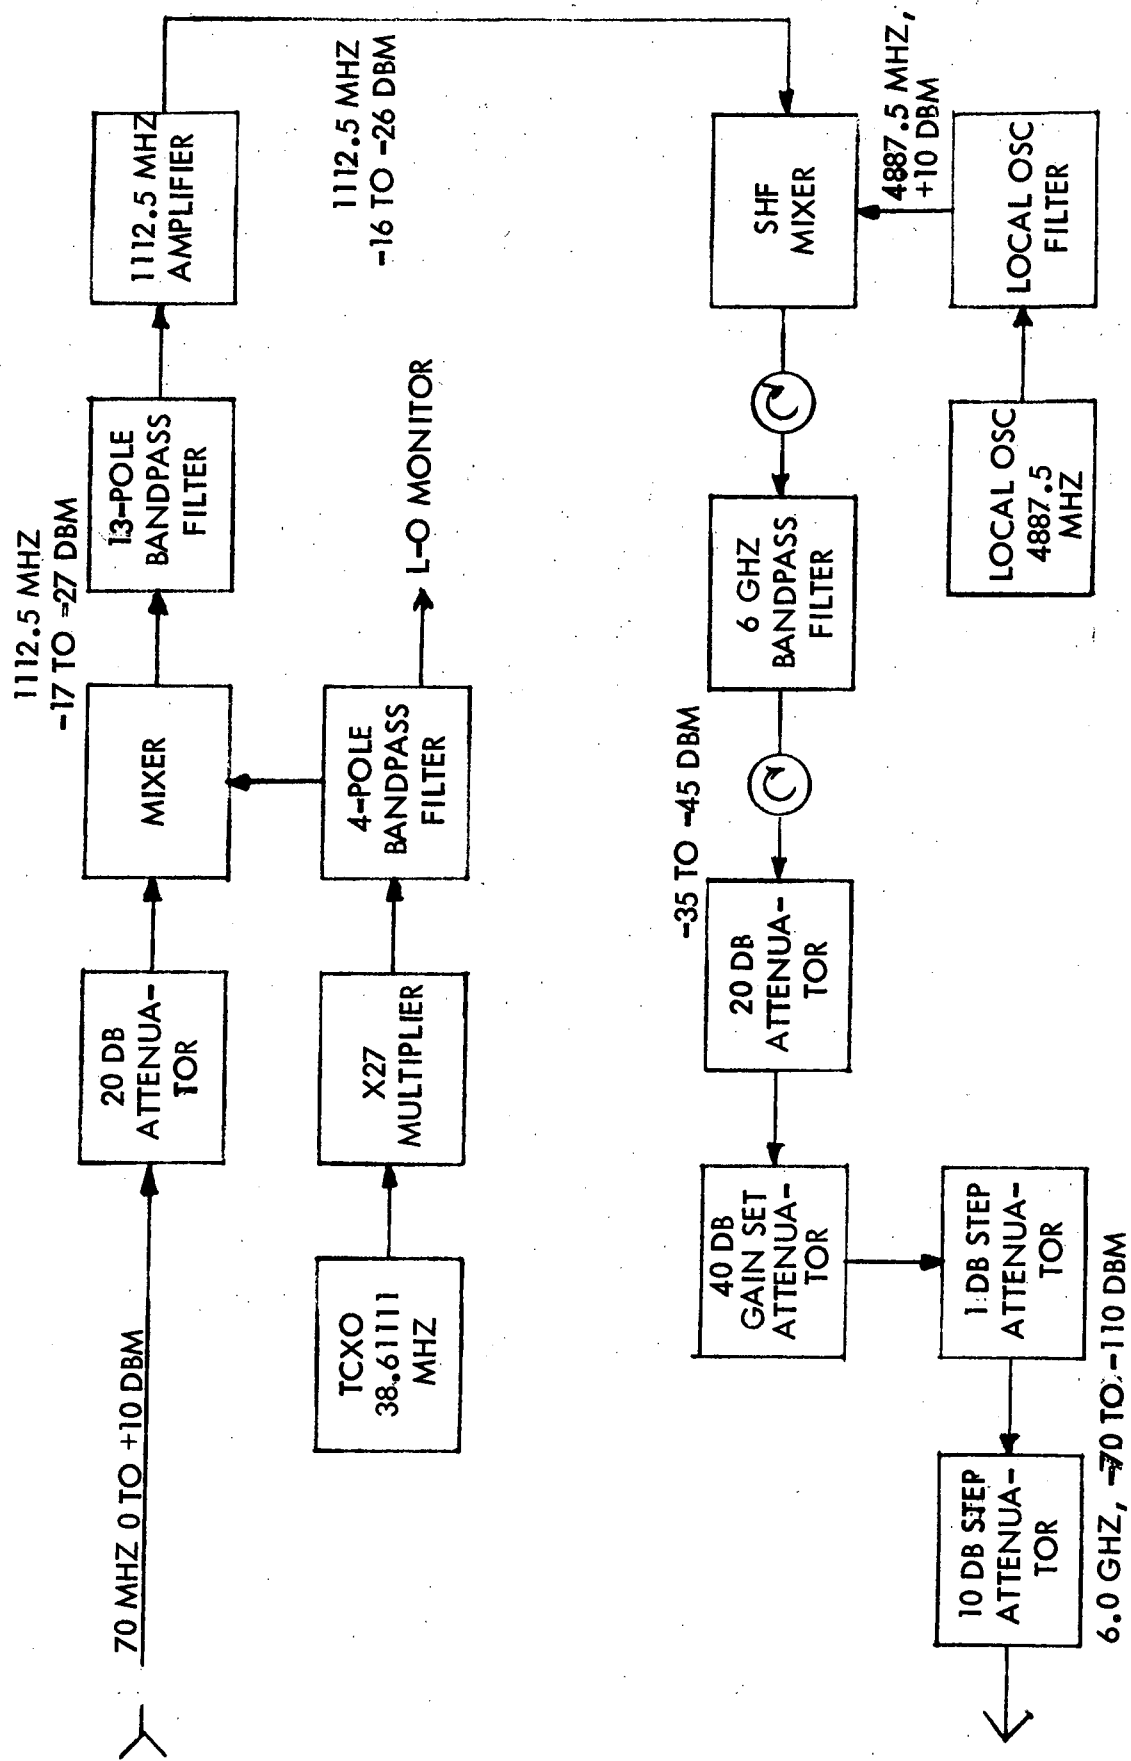 70 MHZ 0 TO +10 DBM
20 DB
ATTENUA-
TOR
MIXER
1112.5 MHZ
-17 TO -27 DBM
13-POLE
BANDPASS
FILTER
1112.5 MHZ
AMPLIFIER
1112.5 MHZ
-16 TO -26 DBM
TCXO
38.61111
MHZ
X27
MULTIPLIER
4-POLE
BANDPASS
FILTER
L-O MONITOR
SHF
MIXER
4887.5 MHZ,
+10 DBM
LOCAL OSC
FILTER
LOCAL OSC
4887.5
MHZ
6 GHZ
BANDPASS
FILTER
-35 TO -45 DBM
20 DB
ATTENUA-
TOR
40 DB
GAIN SET
ATTENUA-
TOR
1 DB STEP
ATTENUA-
TOR
10 DB STEP
ATTENUA-
TOR
6.0 GHZ, -70 TO -110 DBM